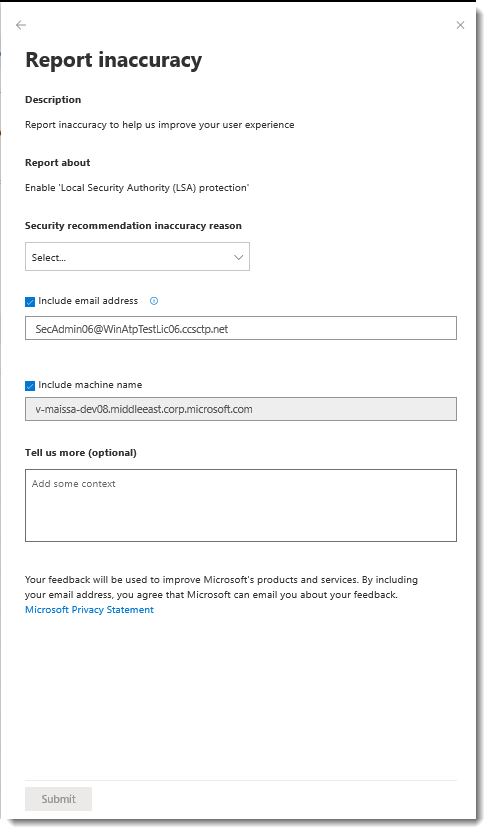 Report inaccuracy
Description
Report inaccuracy to help us improve your user experience
Report about
Enable 'Local Security Authority (LSA) protection'
Security recommendation inaccuracy reason
Select...
Include email address
SecAdmin06@WinAtpTestLic06.ccsctp.net
Include machine name
v-maissa-dev08.middleeast.corp.microsoft.com
Tell us more (optional)
Add some context
Your feedback will be used to improve Microsoft's products and services. By including
your email address, you agree that Microsoft can email you about your feedback.
Microsoft Privacy Statement
Submit